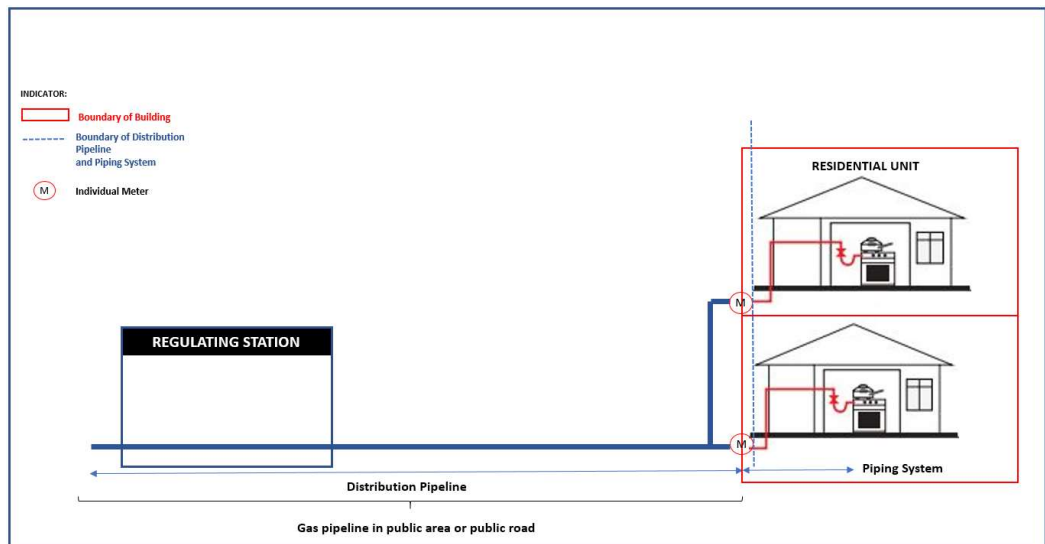 INDICATOR:
Boundary of Building
Boundary of Distribution
Pipeline
and Piping System
M
Individual Meter
RESIDENTIAL UNIT
M
REGULATING STATION
M
Piping System
Distribution Pipeline
Gas pipeline in public area or public road